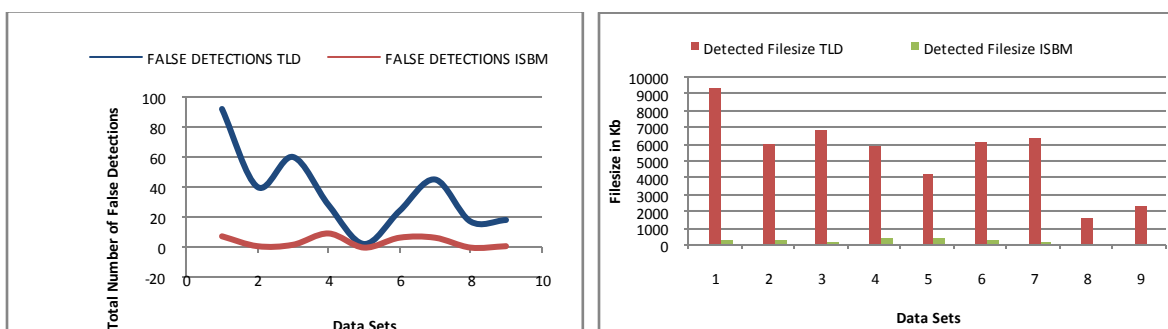 FALSE DETECTIONS TLD FALSE DETECTIONS ISBM
Total Number of False Detections
100
80
60
40
20
0
-20
0 2 4 6 8 10
Data Sets
Detected Filesize TLD Detected Filesize ISBM
Filesize in Kb
10000
9000
8000
7000
6000
5000
4000
3000
2000
1000
0
1 2 3 4 5 6 7 8 9
Data Sets